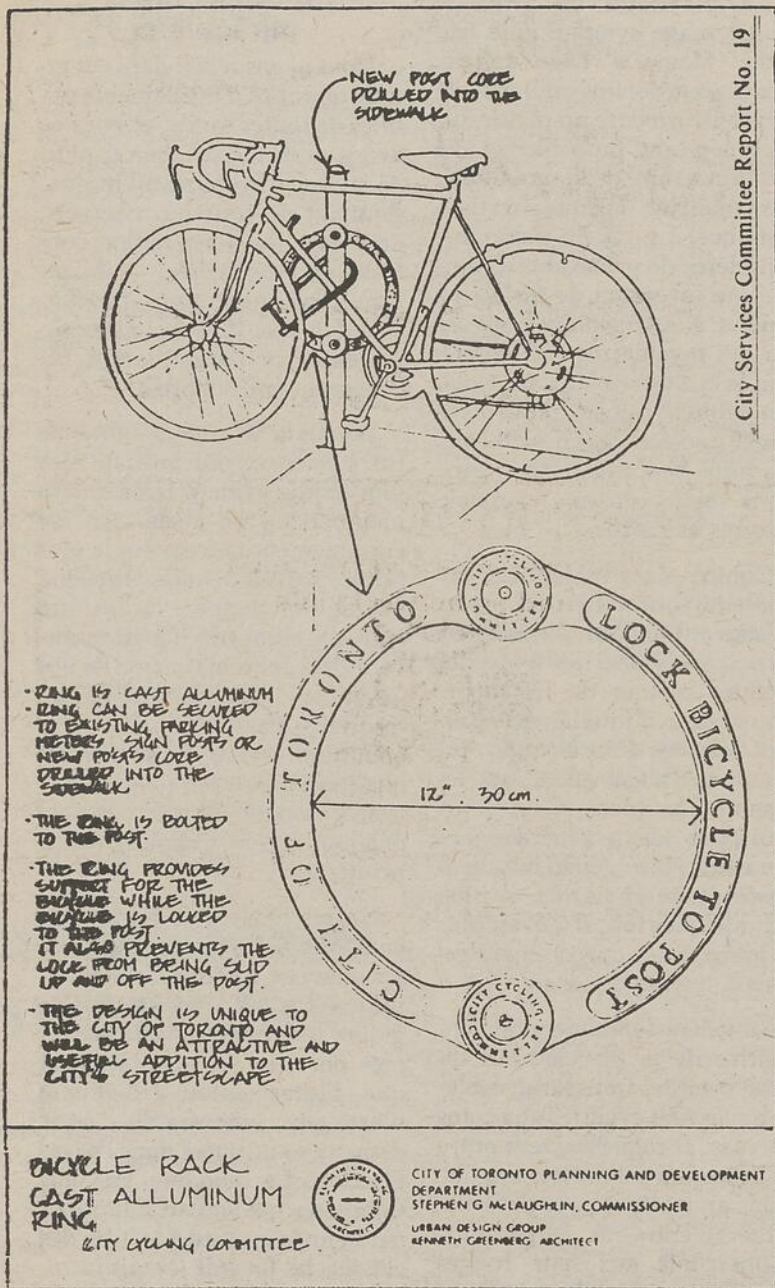 City Services Committee Report No. 19
NEW POST CORE
DRILLED INTO THE
SIDEWALK
CITY OF TORONTO
LOCK BICYCLE TO POST
CITY CYCLING
CITY CYCLING
12" . 30 cm.
- RING IS CAST ALLUMINUM
- RING CAN BE SECURED
TO EXISTING PARKING
METERS, SIGN POSTS OR
NEW POSTS CORE
DRILLED INTO THE
SIDEWALK
- THE RING IS BOLTED
TO THE POST.
- THE RING PROVIDES
SUPPORT FOR THE
BICYCLE WHILE THE
BICYCLE IS LOCKED
TO THE POST.
IT ALSO PREVENTS THE
LOCK FROM BEING SLID
UP AND OFF THE POST.
- THE DESIGN IS UNIQUE TO
THE CITY OF TORONTO AND
WILL BE AN ATTRACTIVE AND
USEFULL ADDITION TO THE
CITY'S STREETSCAPE
BICYCLE RACK
CAST ALLUMINUM
RING
CITY CYCLING COMMITTEE.
KENNETH GREENBERG
ARCHITECT
CITY OF TORONTO PLANNING AND DEVELOPMENT
DEPARTMENT
STEPHEN G McLAUGHLIN, COMMISSIONER
URBAN DESIGN GROUP
KENNETH GREENBERG ARCHITECT